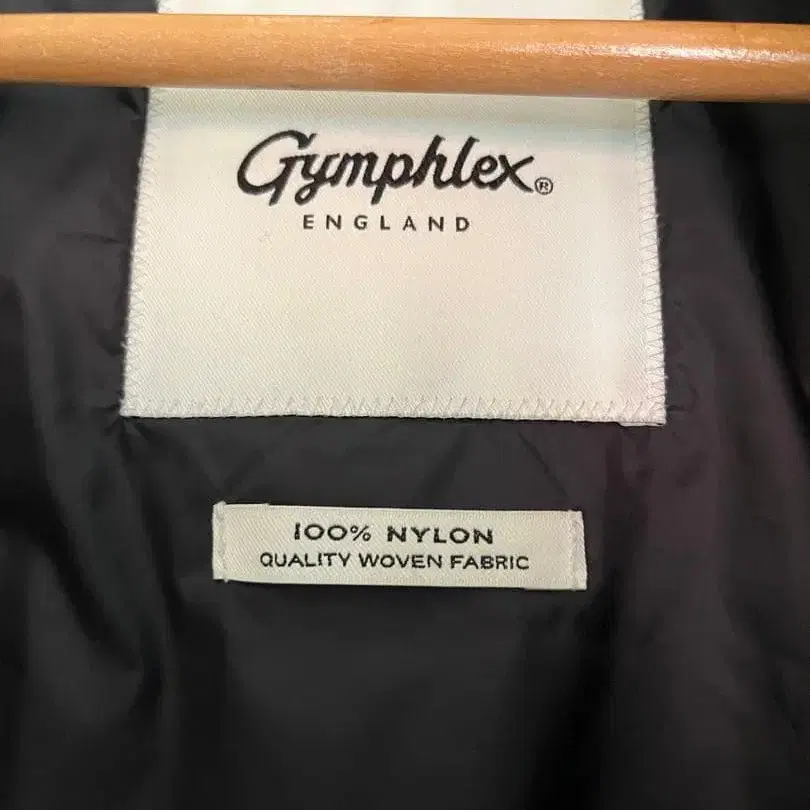 Gymphlex®
ENGLAND
100% NYLON
QUALITY WOVEN FABRIC